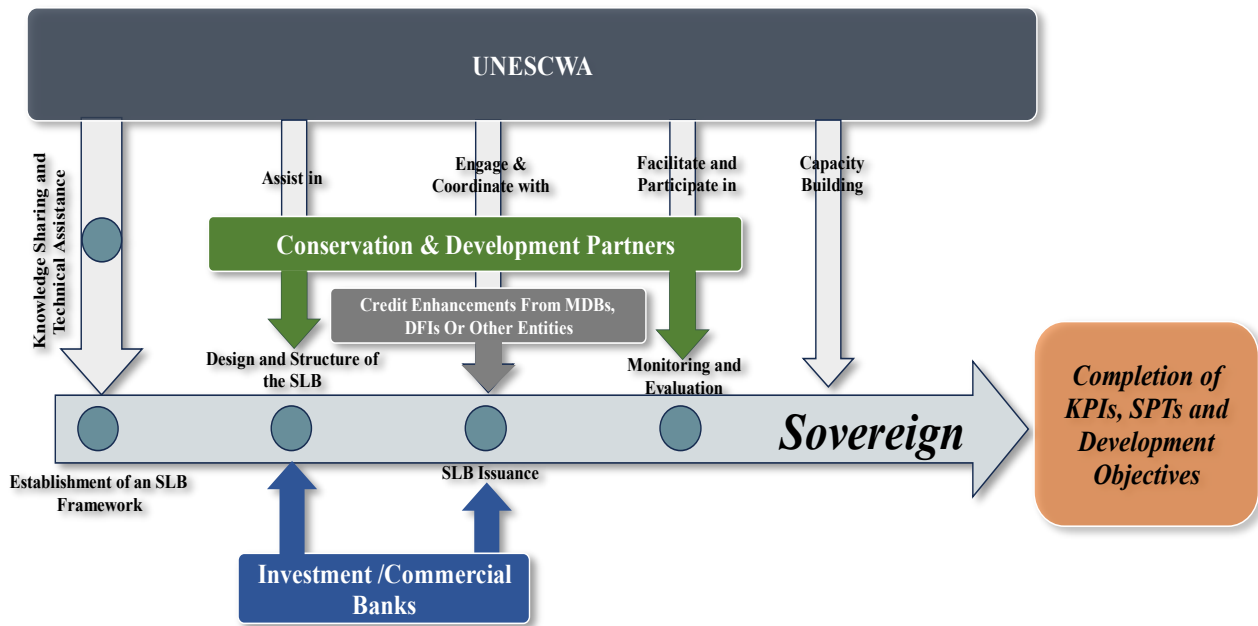 UNESCWA
Knowledge Sharing and
Technical Assistance
Assist in
Engage &
Coordinate with
Facilitate and
Participate in
Capacity
Building
Conservation & Development Partners
Credit Enhancements From MDBs,
DFIs Or Other Entities
Design and Structure of
the SLB
Monitoring and
Evaluation
Sovereign
Completion of
KPIs, SPTs and
Development
Objectives
Establishment of an SLB
Framework
SLB Issuance
Investment /Commercial
Banks